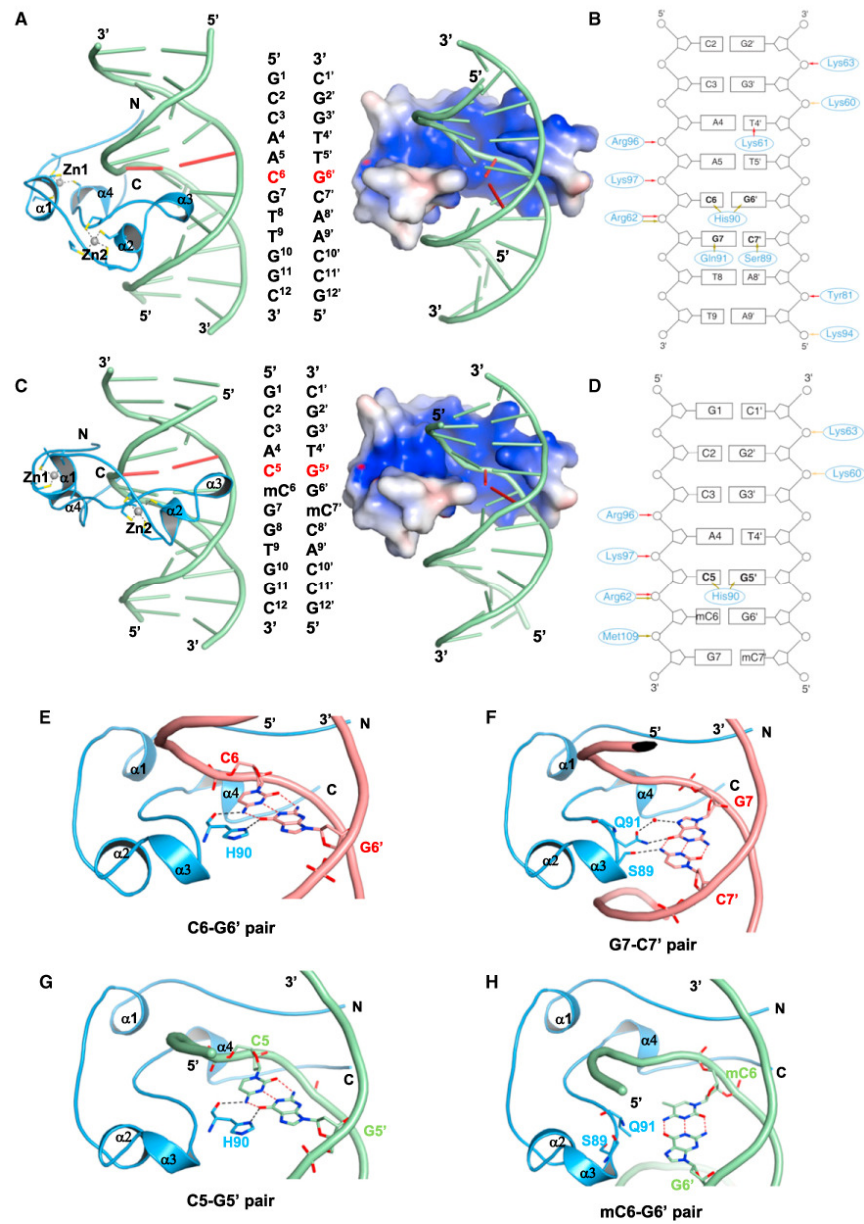 A
3’
5’
N
Zn1
α1
α4
C
α3
Zn2
α2
5’
3’
5’ 3’
G1 C1’
C2 G2’
C3 G3’
A4 T4’
A5 T5’
C6 G6’
G7 C7’
T8 A8’
T9 A9’
G10 C10’
G11 C11’
C12 G12’
3’ 5’
3’
5’
5’
3’
B
5’ 3’
C2 G2’
Lys63
C3 G3’
Lys60
A4 T4’
Arg96 Lys61
A5 T5’
Lys97
C6 G6’
Arg62 His90
G7 C7’
Gln91 Ser89
T8 A8’
Tyr81
T9 A9’
Lys94
3’ 5’
C
3’
5’
N
Zn1
α1
C
α3
α4
α2
Zn2
5’
3’
5’ 3’
G1 C1’
C2 G2’
C3 G3’
A4 T4’
C5 G5’
mC6 G6’
G7 mC7’
G8 C8’
T9 A9’
G10 C10’
G11 C11’
C12 G12’
3’ 5’
3’
5’
3’
5’
D
5’ 3’
G1 C1’
Lys63
C2 G2’
Lys60
C3 G3’
Arg96
A4 T4’
Lys97
C5 G5’
Arg62 His90
mC6 G6’
Met109
G7 mC7’
3’ 5’
E
5’ 3’
N
α1
C6
α4
C
H90
G6’
α2
α3
C6-G6’ pair
F
5’ 3’
N
α1
C
α4
G7
Q91
α2
α3
S89
C7’
G7-C7’ pair
G
3’
N
α1
α4
C5
5’
C
H90
G5’
α2
α3
C5-G5’ pair
H
3’
N
α1
α4
C
mC6
5’
Q91
S89
α2
α3
G6’
mC6-G6’ pair